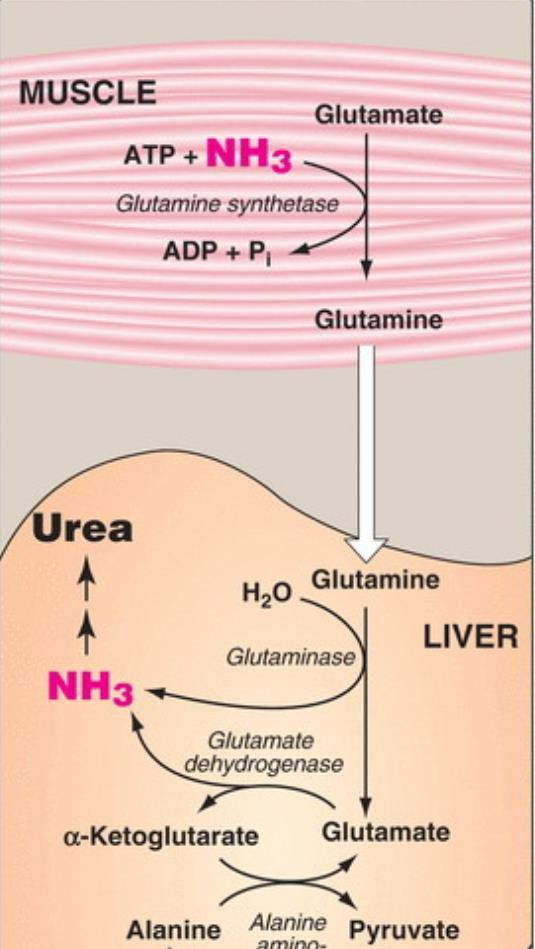 MUSCLE
Glutamate
ATP + NH3
Glutamine synthetase
ADP + Pi
Glutamine
Urea
Glutamine
H2O
LIVER
Glutaminase
NH3
Glutamate
dehydrogenase
α-Ketoglutarate
Glutamate
Alanine
Alanine
amino-
Pyruvate